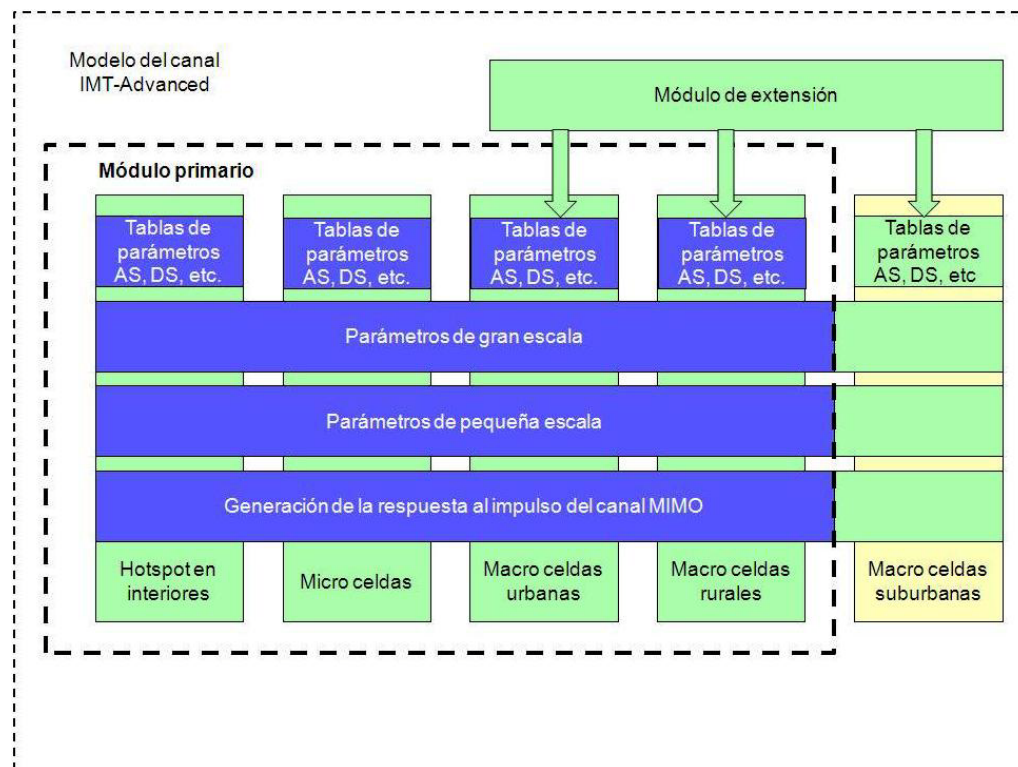 Modelo del canal
IMT-Advanced
Módulo de extensión
Módulo primario
Tablas de
parámetros
AS, DS, etc.
Tablas de
parámetros
AS, DS, etc.
Tablas de
parámetros
AS, DS, etc.
Tablas de
parámetros
AS, DS, etc.
Tablas de
parámetros
AS, DS, etc
Parámetros de gran escala
Parámetros de pequeña escala
Generación de la respuesta al impulso del canal MIMO
Hotspot en
interiores
Micro celdas
Macro celdas
urbanas
Macro celdas
rurales
Macro celdas
suburbanas